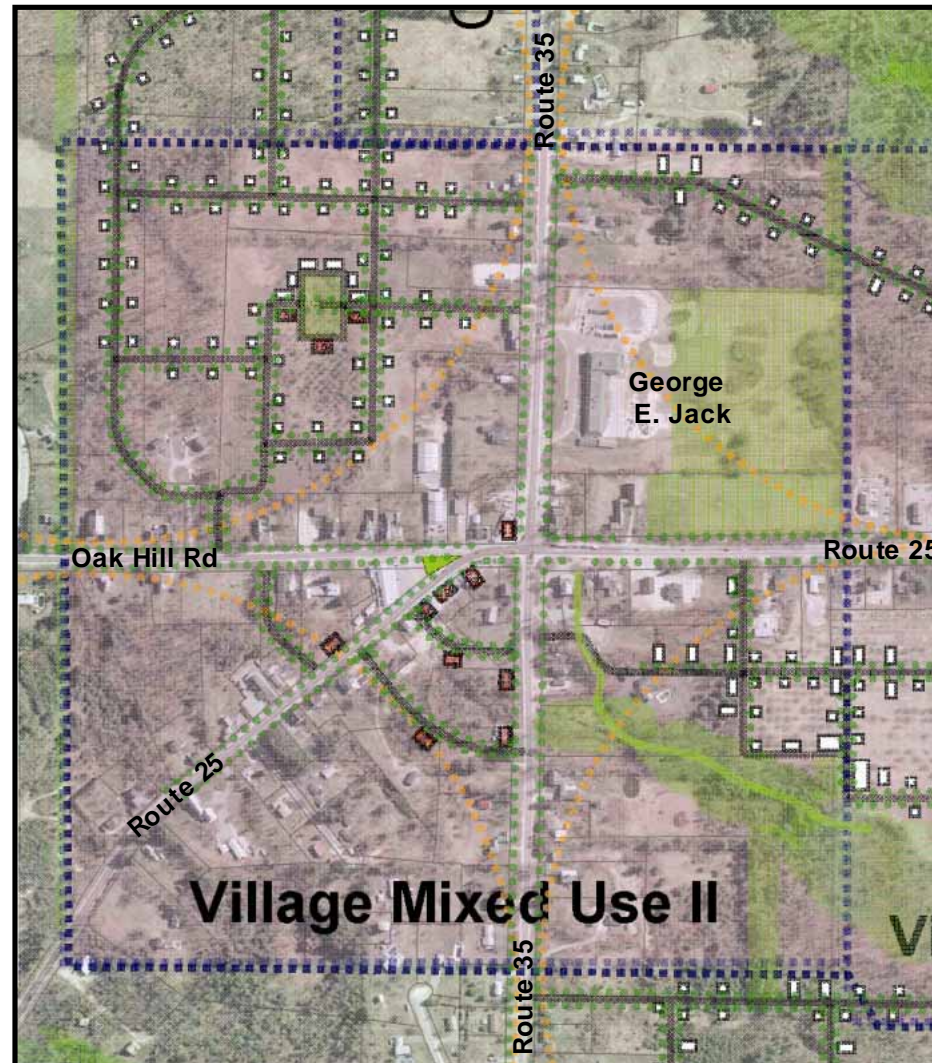 Route 35
George
E. Jack
Oak Hill Rd
Route 25
Route 25
Village Mixed Use II
Route 35